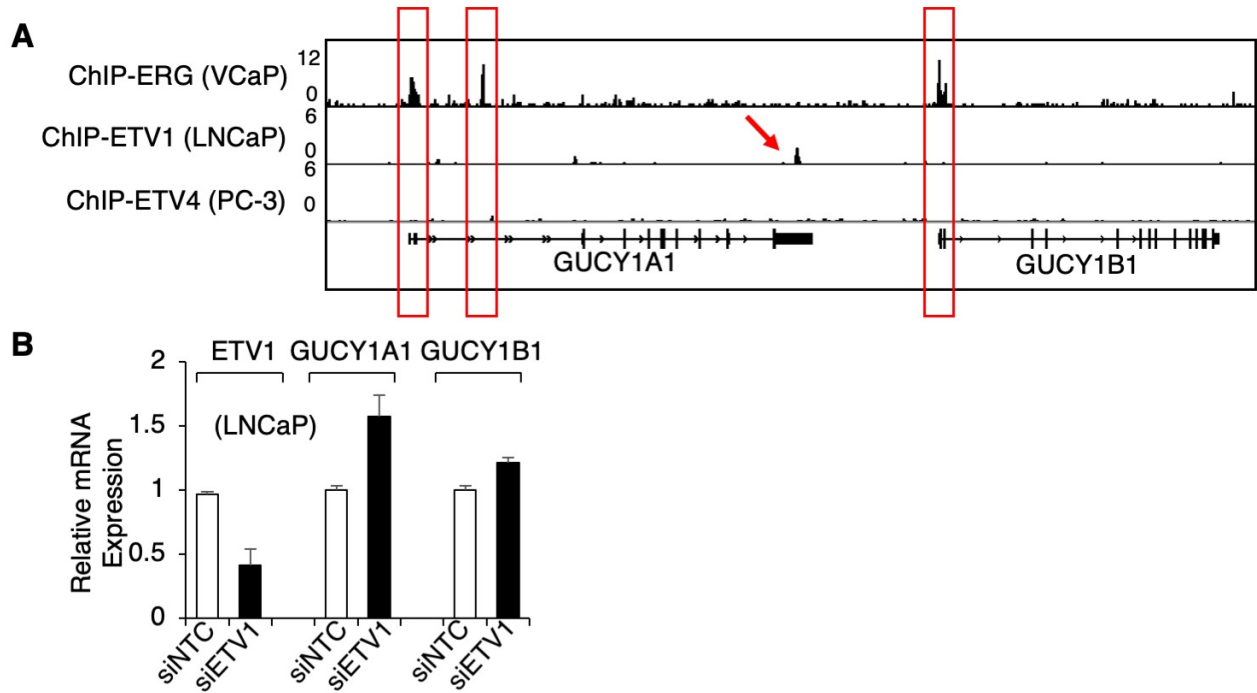 A
ChIP-ERG (VCaP)
12
0
ChIP-ETV1 (LNCaP)
6
0
ChIP-ETV4 (PC-3)
6
0
GUCY1A1
GUCY1B1
B
ETV1 GUCY1A1 GUCY1B1
(LNCaP)
Relative mRNA
Expression
2
1.5
1
0.5
0
siNTC
siETV1
siNTC
siETV1
siNTC
siETV1